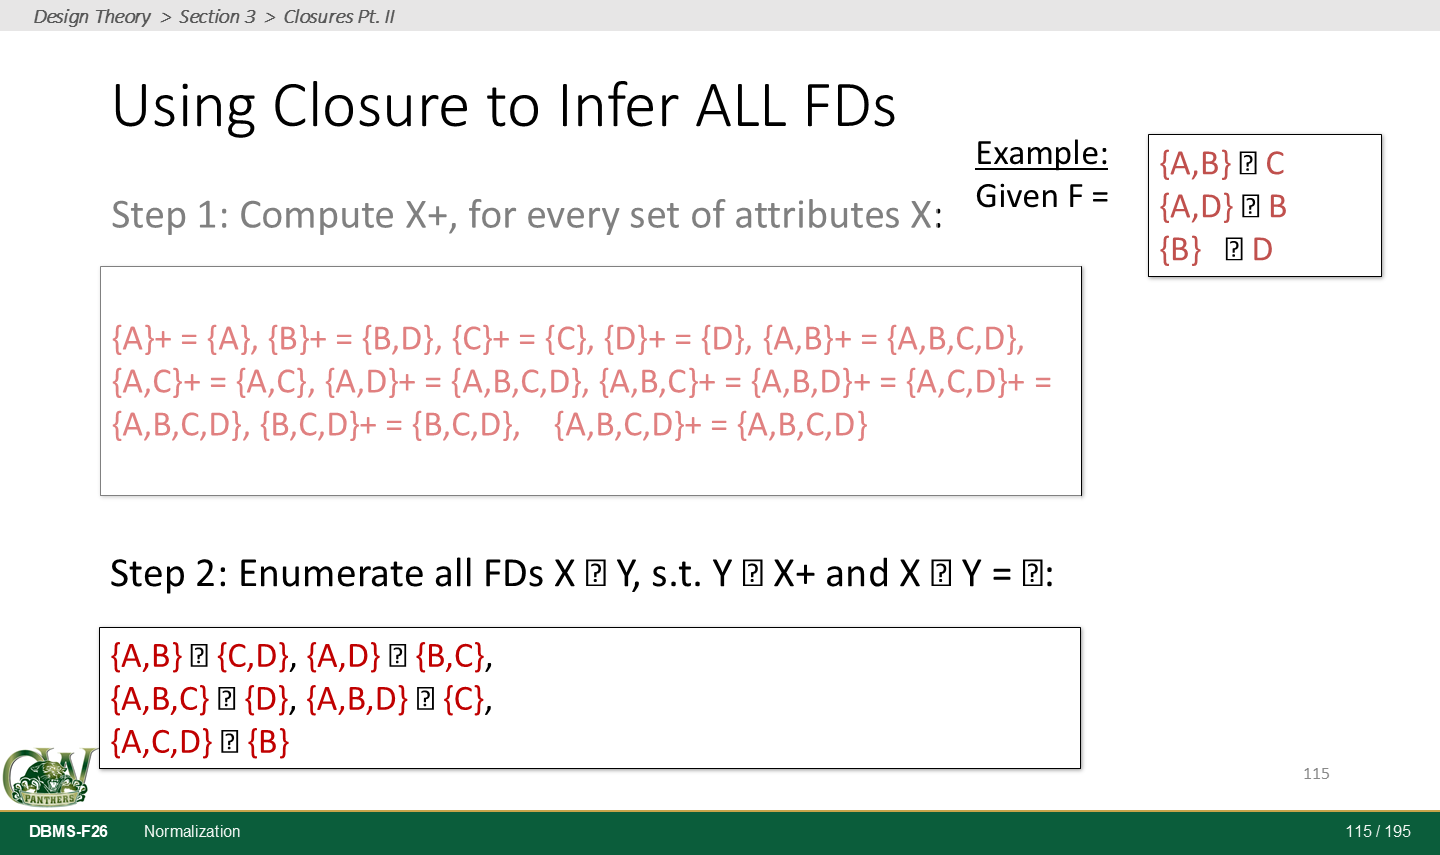 Design Theory > Section 3 > Closures Pt. II
Using Closure to Infer ALL FDs
Example:
Given F =
{A,B} ⍰ C
{A,D} ⍰ B
{B} ⍰ D
Step 1: Compute X+, for every set of attributes X:
{A}+ = {A}, {B}+ = {B,D}, {C}+ = {C}, {D}+ = {D}, {A,B}+ = {A,B,C,D},
{A,C}+ = {A,C}, {A,D}+ = {A,B,C,D}, {A,B,C}+ = {A,B,D}+ = {A,C,D}+ =
{A,B,C,D}, {B,C,D}+ = {B,C,D}, {A,B,C,D}+ = {A,B,C,D}
Step 2: Enumerate all FDs X ⍰ Y, s.t. Y ⍰ X+ and X ⍰ Y = ⍰:
{A,B} ⍰ {C,D}, {A,D} ⍰ {B,C},
{A,B,C} ⍰ {D}, {A,B,D} ⍰ {C},
{A,C,D} ⍰ {B}
PANTHERS
115
DBMS-F26 Normalization 115 / 195